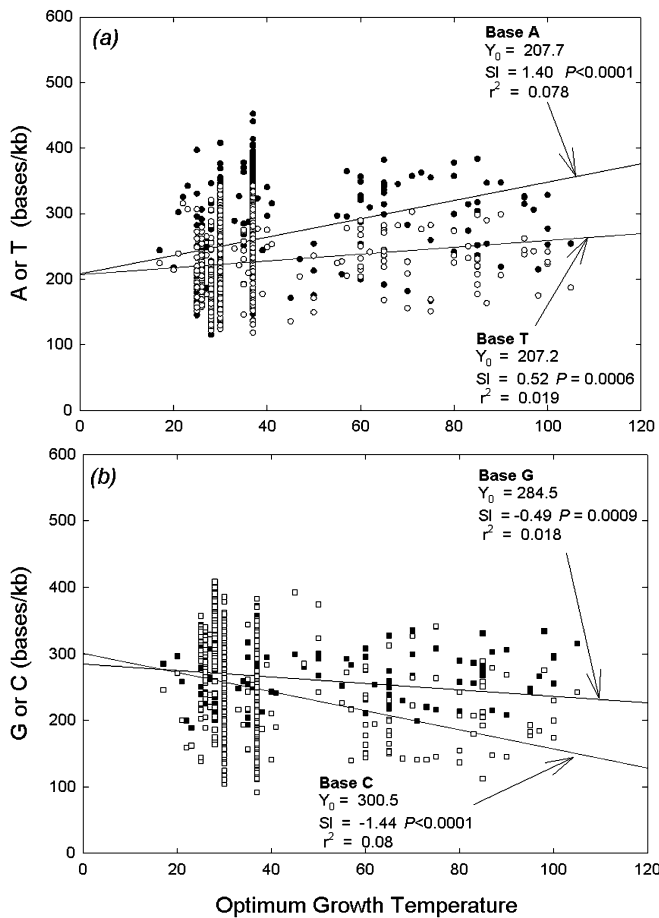 (a)
600
500
400
300
200
100
0
A or T (bases/kb)
Base A
Y0 = 207.7
SI = 1.40 P<0.0001
r2 = 0.078
Base T
Y0 = 207.2
SI = 0.52 P = 0.0006
r2 = 0.019
0 20 40 60 80 100 120
(b)
600
500
400
300
200
100
0
G or C (bases/kb)
Base G
Y0 = 284.5
SI = -0.49 P = 0.0009
r2 = 0.018
Base C
Y0 = 300.5
SI = -1.44 P<0.0001
r2 = 0.08
0 20 40 60 80 100 120
Optimum Growth Temperature